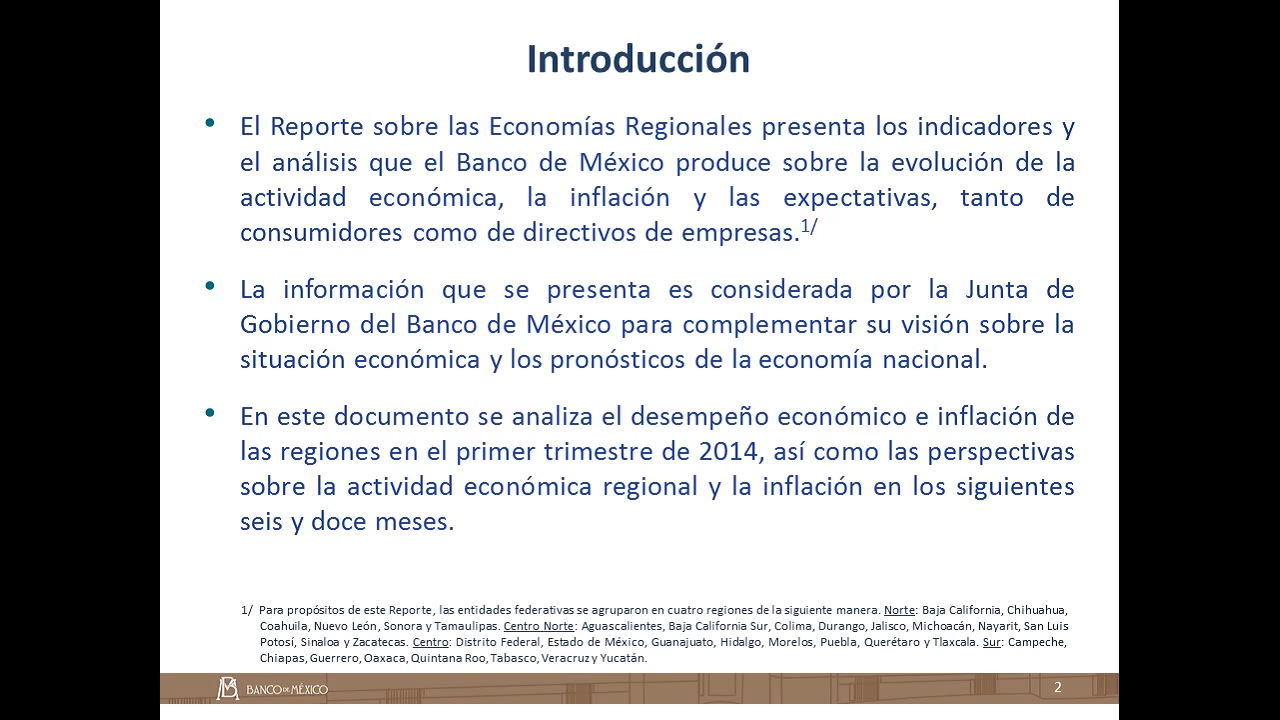 Introducción
• El Reporte sobre las Economías Regionales presenta los indicadores y
el análisis que el Banco de México produce sobre la evolución de la
actividad económica, la inflación y las expectativas, tanto de
consumidores como de directivos de empresas.1/
• La información que se presenta es considerada por la Junta de
Gobierno del Banco de México para complementar su visión sobre la
situación económica y los pronósticos de la economía nacional.
• En este documento se analiza el desempeño económico e inflación de
las regiones en el primer trimestre de 2014, así como las perspectivas
sobre la actividad económica regional y la inflación en los siguientes
seis y doce meses.
1/ Para propósitos de este Reporte, las entidades federativas se agruparon en cuatro regiones de la siguiente manera. Norte: Baja California, Chihuahua,
Coahuila, Nuevo León, Sonora y Tamaulipas. Centro Norte: Aguascalientes, Baja California Sur, Colima, Durango, Jalisco, Michoacán, Nayarit, San Luis
Potosí, Sinaloa y Zacatecas. Centro: Distrito Federal, Estado de México, Guanajuato, Hidalgo, Morelos, Puebla, Querétaro y Tlaxcala. Sur: Campeche,
Chiapas, Guerrero, Oaxaca, Quintana Roo, Tabasco, Veracruz y Yucatán.
BANCO DE MÉXICO
2